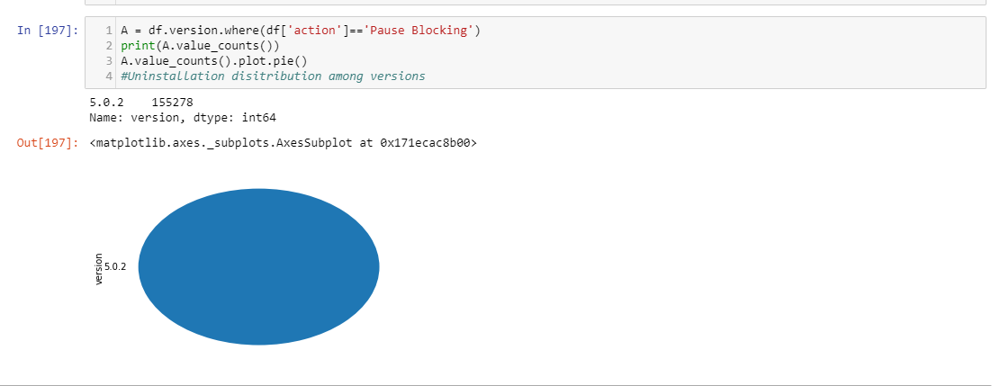 In [197]:
1 A = df.version.where(df['action']=='Pause Blocking')
2 print(A.value_counts())
3 A.value_counts().plot.pie()
4 #Uninstallation disitribution among versions
5.0.2    155278
Name: version, dtype: int64
Out[197]: <matplotlib.axes._subplots.AxesSubplot at 0x171ecac8b00>
version
5.0.2